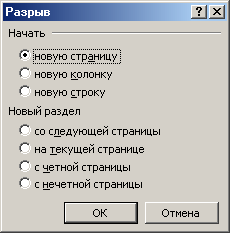 Разрыв
Начать
новую страницу
новую колонку
новую строку
Новый раздел
со следующей страницы
на текущей странице
с четной страницы
с нечетной страницы
ОК
Отмена